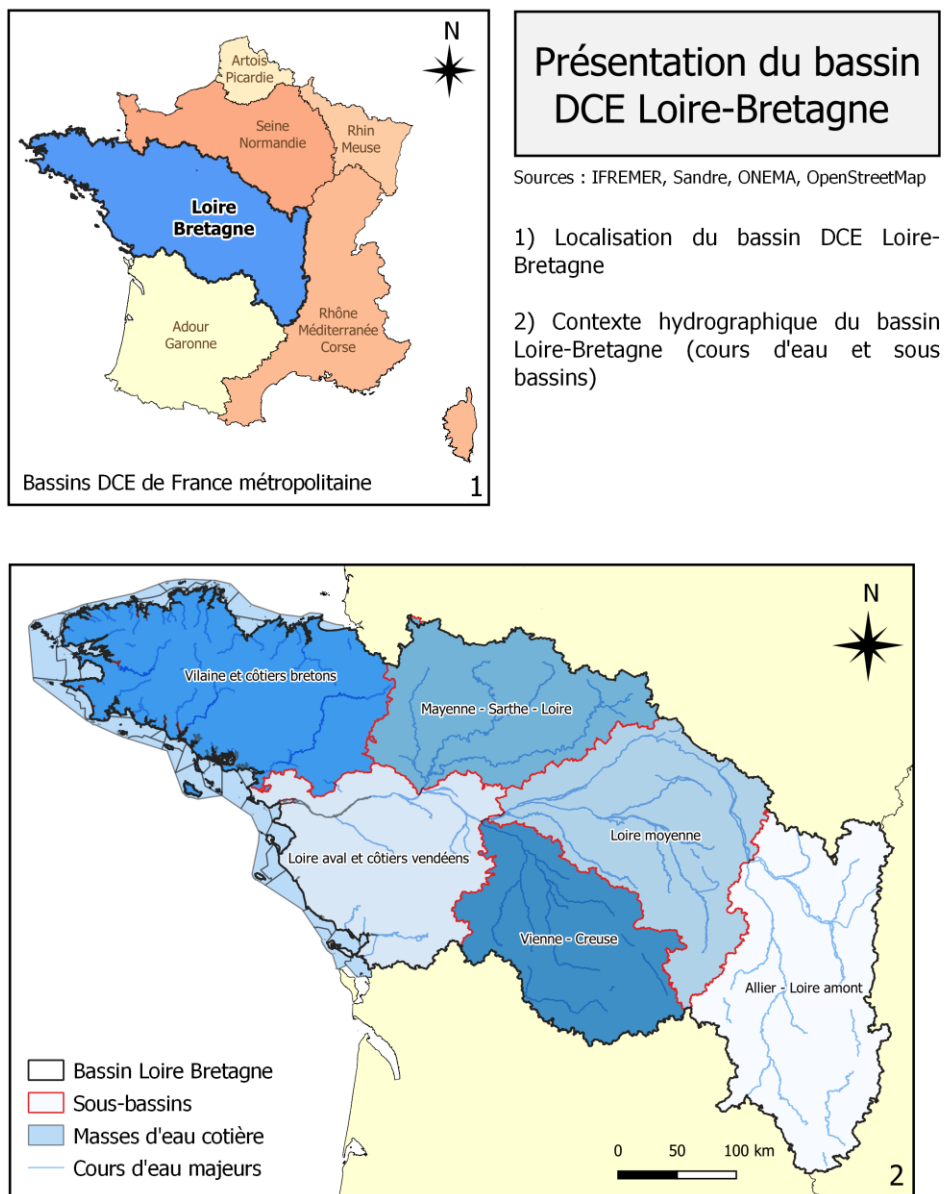 N
Artois
Picardie
Seine
Normandie
Rhin
Meuse
Loire
Bretagne
Adour
Garonne
Rhône
Méditerranée
Corse
Bassins DCE de France métropolitaine
1
Présentation du bassin
DCE Loire-Bretagne
Sources : IFREMER, Sandre, ONEMA, OpenStreetMap
1) Localisation du bassin DCE Loire-
Bretagne
2) Contexte hydrographique du bassin
Loire-Bretagne (cours d'eau et sous
bassins)
N
Vilaine et côtiers bretons
Mayenne - Sarthe - Loire
Loire moyenne
Loire aval et côtiers vendéens
Vienne - Creuse
Allier - Loire amont
Bassin Loire Bretagne
Sous-bassins
Masses d'eau cotière
Cours d'eau majeurs
0 50 100 km
2